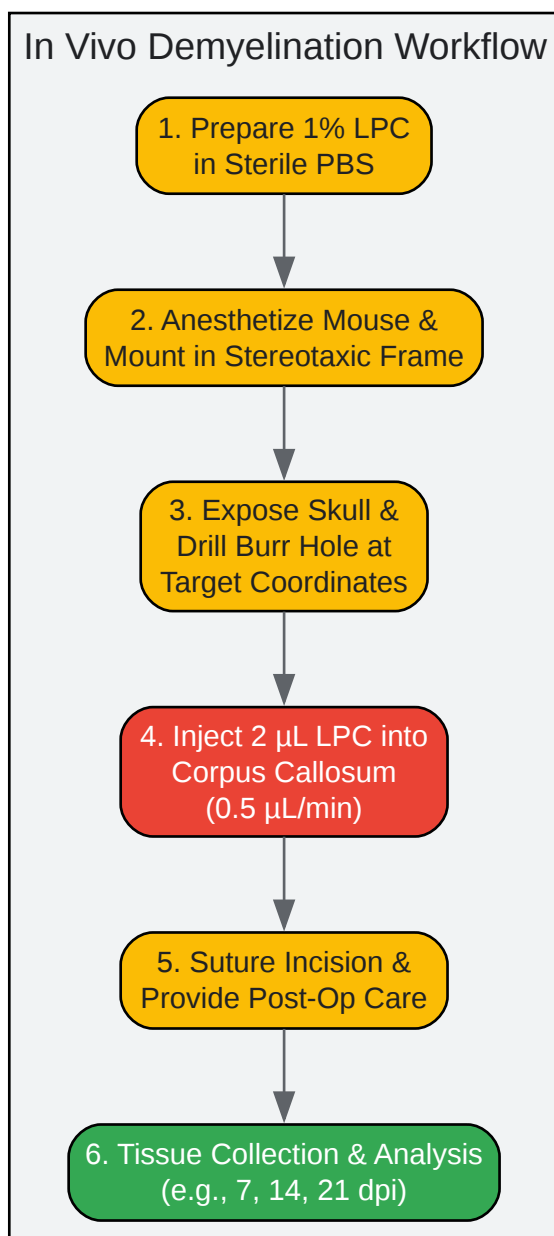 In Vivo Demyelination Workflow
1. Prepare 1% LPC
in Sterile PBS
2. Anesthetize Mouse &
Mount in Stereotaxic Frame
3. Expose Skull &
Drill Burr Hole at
Target Coordinates
4. Inject 2 µL LPC into
Corpus Callosum
(0.5 µL/min)
5. Suture Incision &
Provide Post-Op Care
6. Tissue Collection & Analysis
(e.g., 7, 14, 21 dpi)